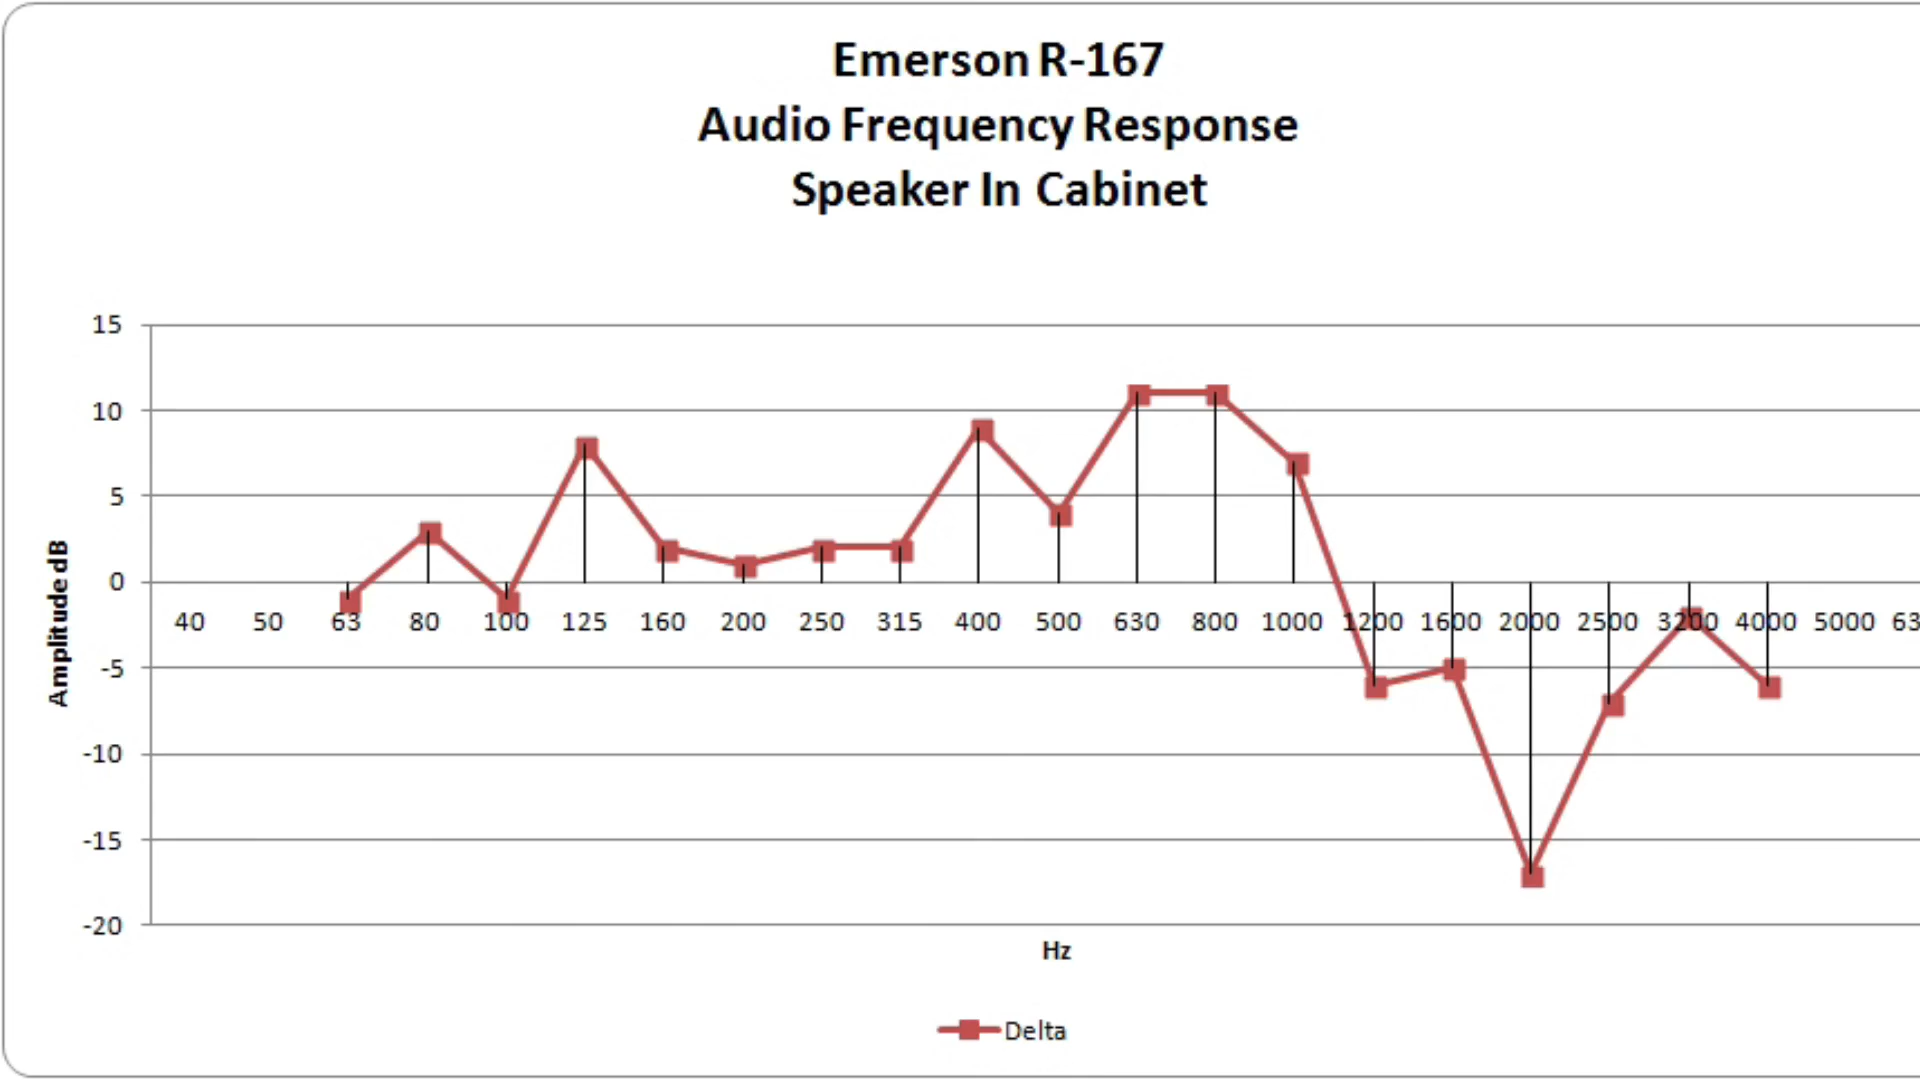 Emerson R-167
Audio Frequency Response
Speaker In Cabinet
15
10
5
0
-5
-10
-15
-20
Amplitude dB
40 50 63 80 100 125 160 200 250 315 400 500 630 800 1000 1200 1600 2000 2500 3200 4000 5000 63
Hz
Delta